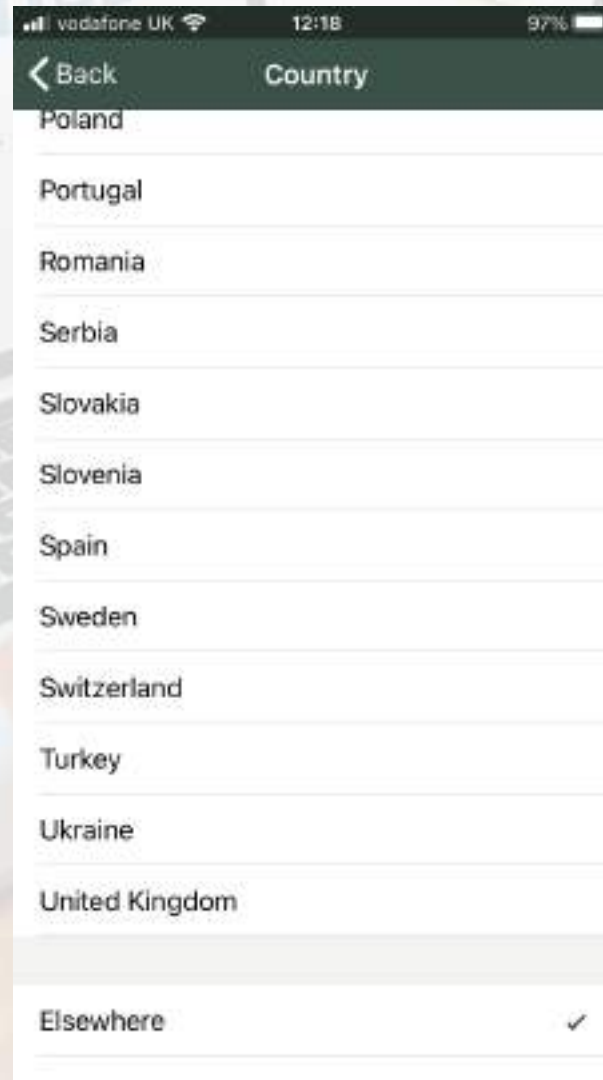 vodafone UK 12:18 97%
Back Country
Poland
Portugal
Romania
Serbia
Slovakia
Slovenia
Spain
Sweden
Switzerland
Turkey
Ukraine
United Kingdom
Elsewhere